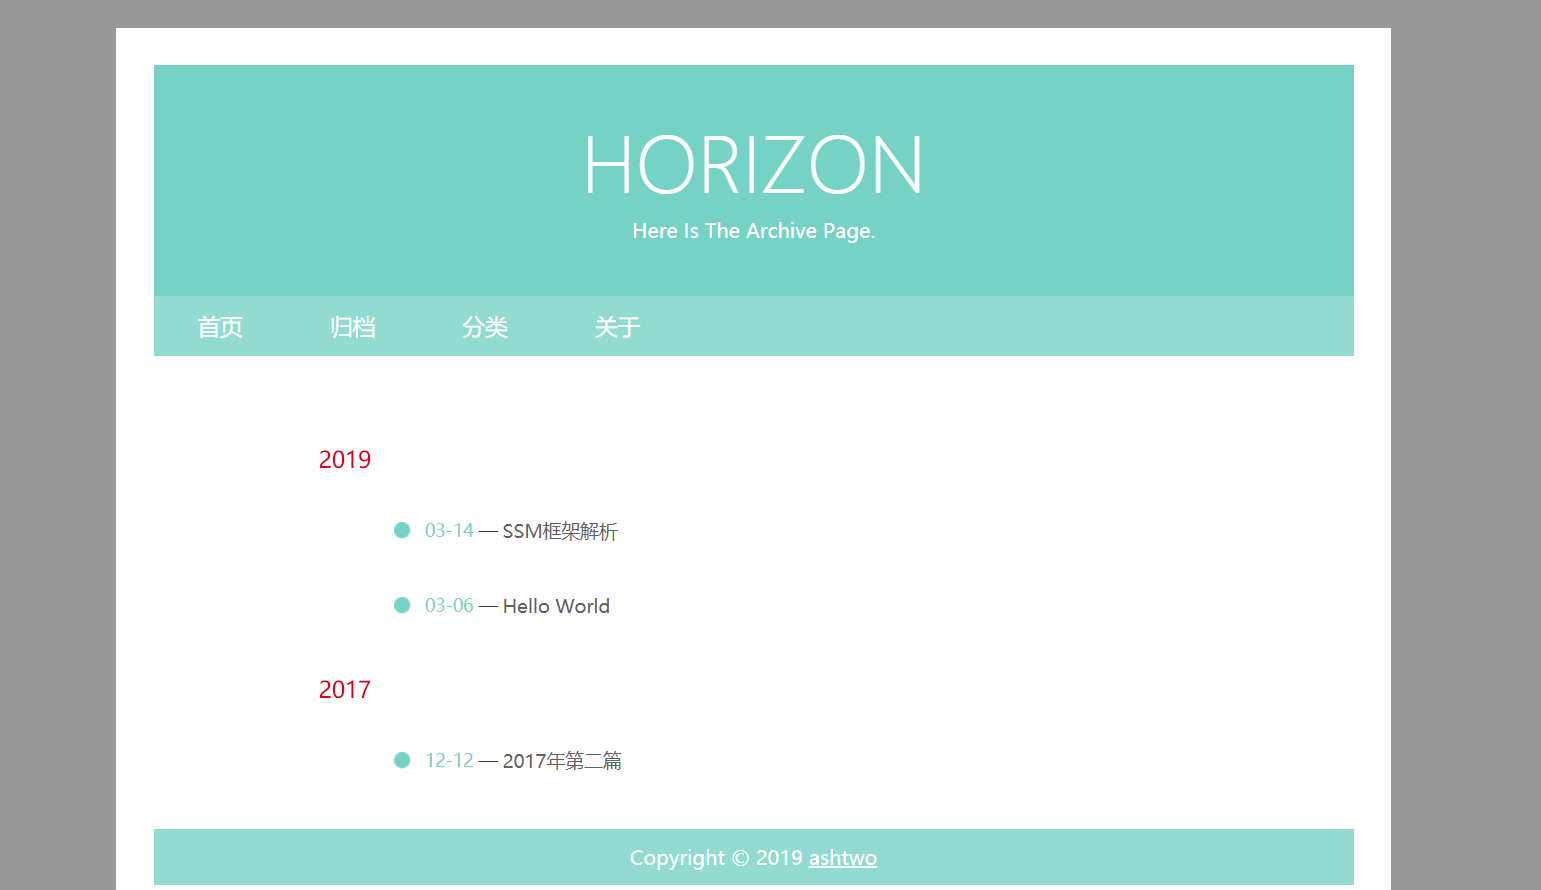 HORIZON
Here Is The Archive Page.
首页 归档 分类 关于
2019
03-14 — SSM框架解析
03-06 — Hello World
2017
12-12 — 2017年第二篇
Copyright © 2019 ashtwo